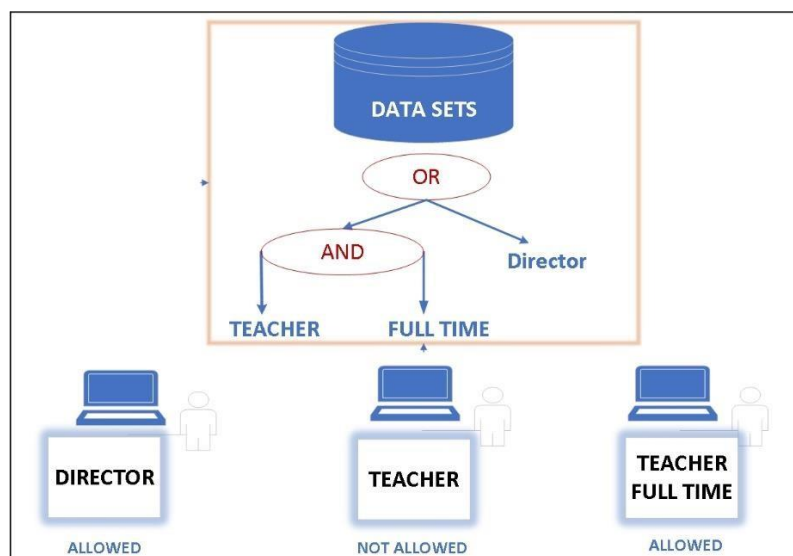 DATA SETS
OR
AND
Director
TEACHER
FULL TIME
DIRECTOR
TEACHER
TEACHER
FULL TIME
ALLOWED
NOT ALLOWED
ALLOWED